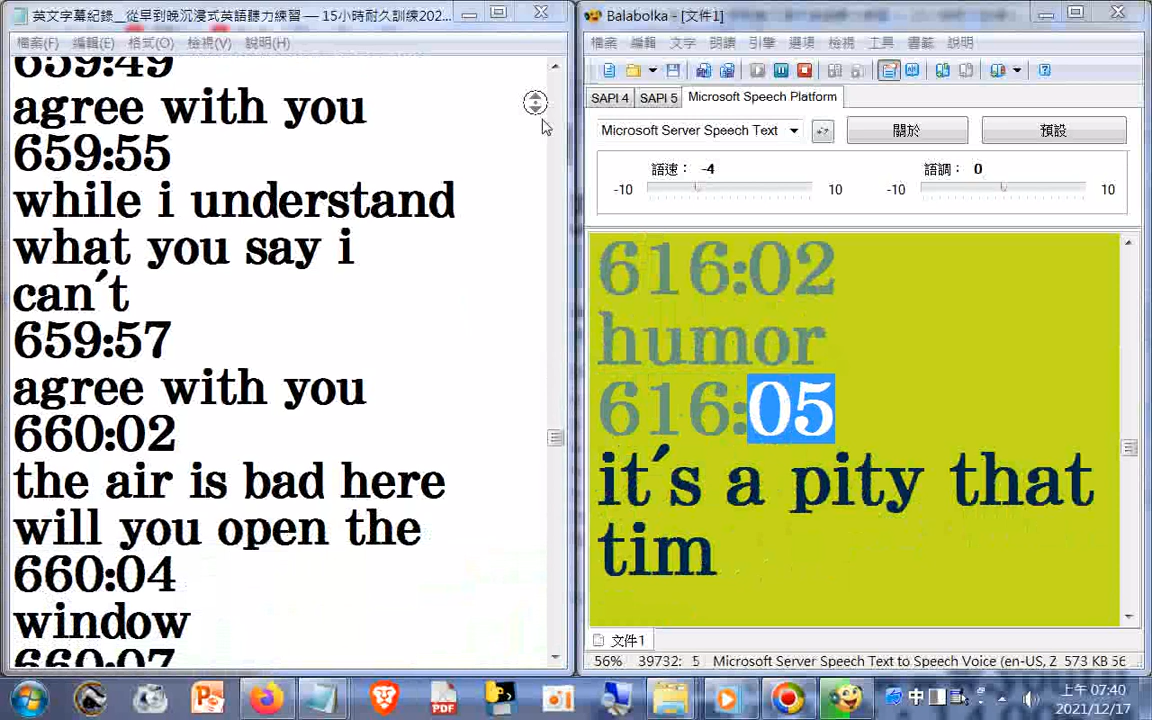 英文字幕紀錄__從早到晚沉浸式英語聽力練習 — 15小時耐久訓練202...
檔案(F) 編輯(E) 格式(O) 檢視(V) 說明(H)
659:49
agree with you
659:55
while i understand
what you say i
can´t
659:57
agree with you
660:02
the air is bad here
will you open the
660:04
window
660:07
Balabolka - [文件1]
檔案 編輯 文字 朗讀 引擎 選項 檢視 工具 書籤 說明
SAPI 4 SAPI 5 Microsoft Speech Platform
Microsoft Server Speech Text 關於 預設
語速： -4 語調： 0
-10 10 -10 10
616:02
humor
616:05
it´s a pity that
tim
文件1
56% 39732: 5 Microsoft Server Speech Text to Speech Voice (en-US, Z 573 KB 56
中 上午 07:40
2021/12/17